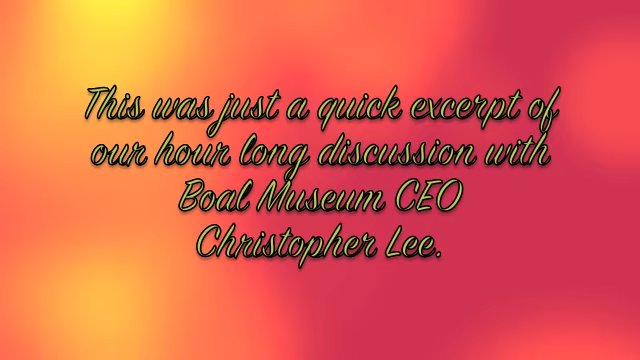 This was just a quick excerpt of
our hour long discussion with
Boal Museum CEO
Christopher Lee.